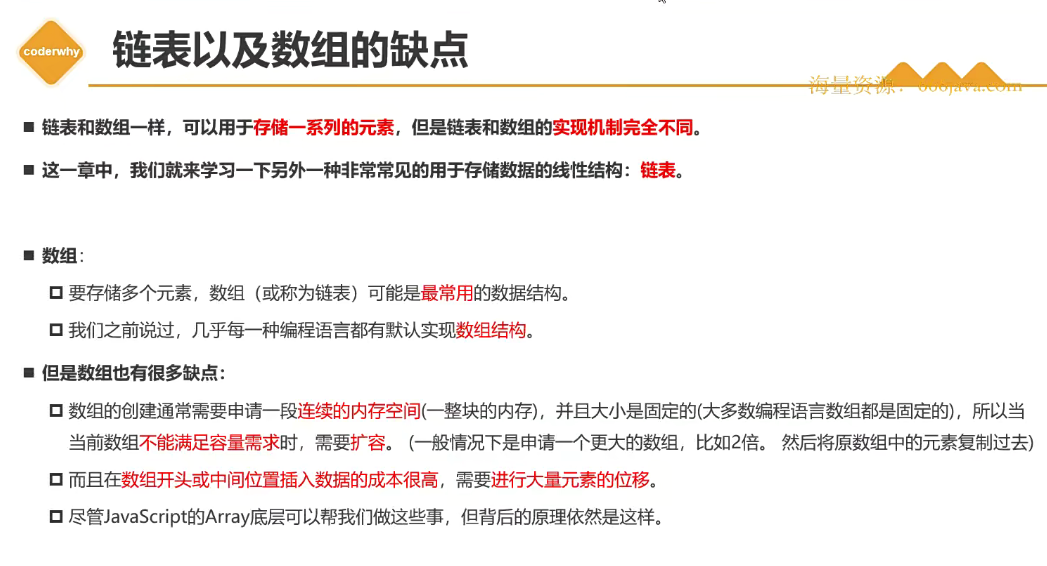 coderwhy
链表以及数组的缺点
海量资源：666java.com
■ 链表和数组一样，可以用于存储一系列的元素，但是链表和数组的实现机制完全不同。
■ 这一章中，我们就来学习一下另外一种非常常见的用于存储数据的线性结构：链表。
■ 数组：
要存储多个元素，数组（或称为链表）可能是最常用的数据结构。
我们之前说过，几乎每一种编程语言都有默认实现数组结构。
■ 但是数组也有很多缺点：
数组的创建通常需要申请一段连续的内存空间(一整块的内存)，并且大小是固定的(大多数编程语言数组都是固定的)，所以当
当前数组不能满足容量需求时，需要扩容。 (一般情况下是申请一个更大的数组，比如2倍。 然后将原数组中的元素复制过去)
而且在数组开头或中间位置插入数据的成本很高，需要进行大量元素的位移。
尽管JavaScript的Array底层可以帮我们做这些事，但背后的原理依然是这样。